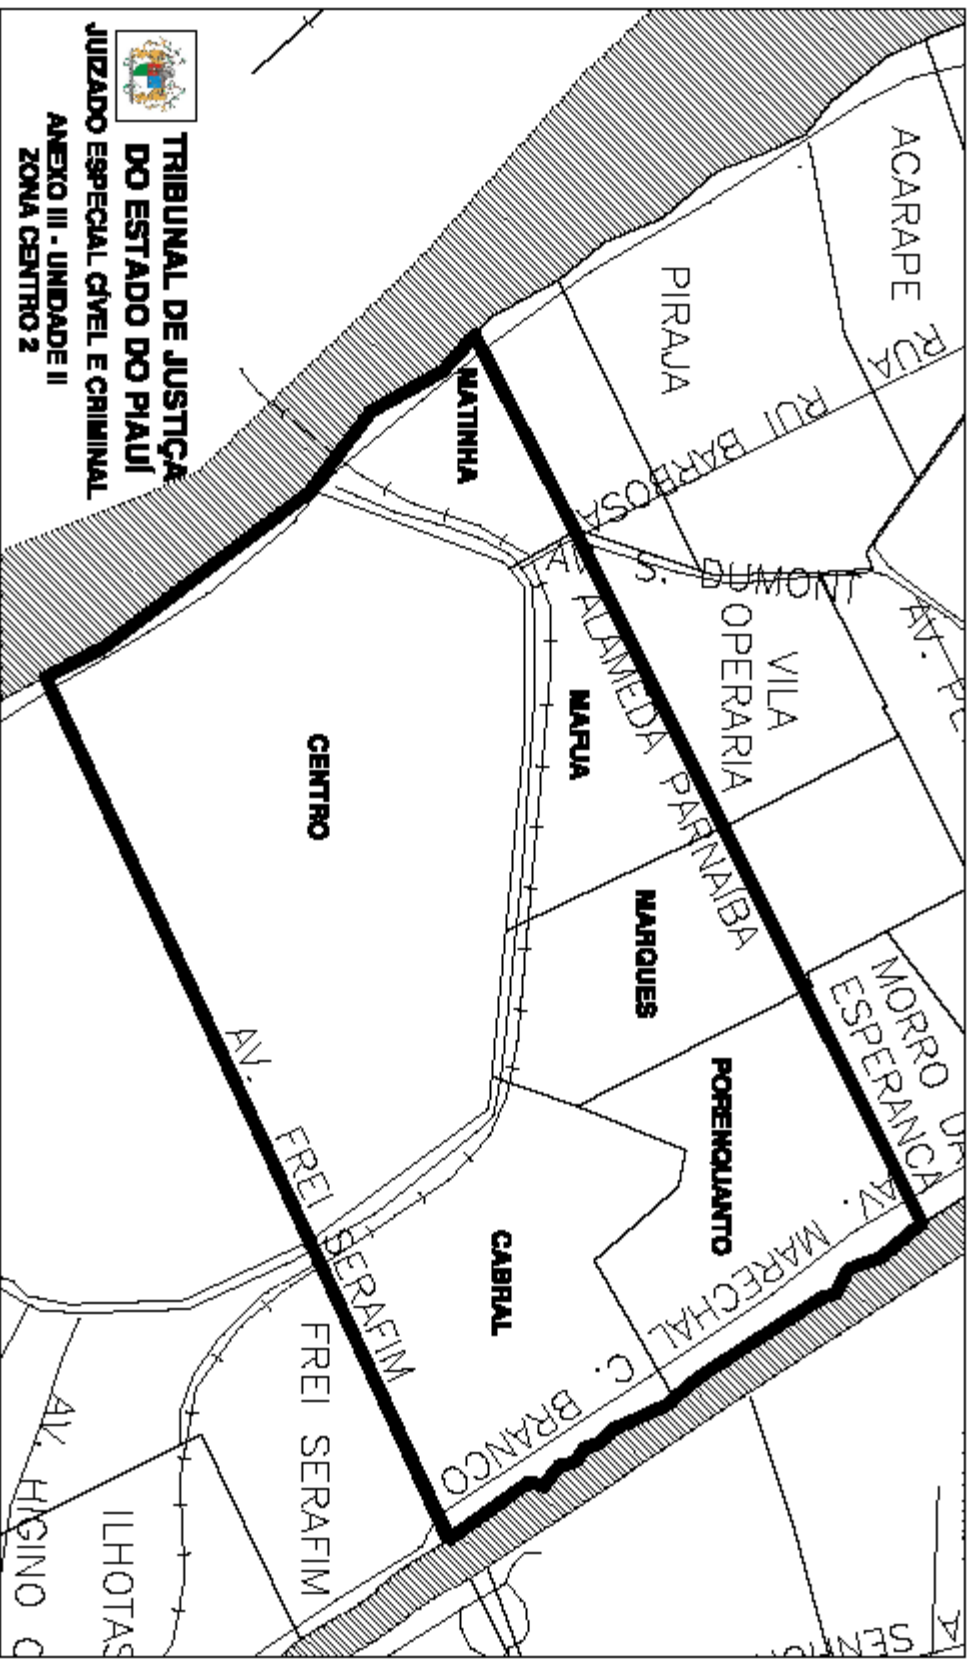 TRIBUNAL DE JUSTIÇA
DO ESTADO DO PIAUÍ
JUIZADO ESPECIAL CÍVEL E CRIMINAL
ANEXO III - UNIDADE II
ZONA CENTRO 2
ACARAPE
PIRAJA
RUA RUI BARBOSA
AV. S. DUMONT
VILA
OPERARIA
AV.
MATINHA
MAFUA
ALAMEDA PARNAÍBA
MARQUES
MORRO DA
ESPERANCA
PORENQUANTO
CENTRO
CABRAL
AV. MARECHAL C. BRANCO
AV. FREI SERAFIM
FREI SERAFIM
AV. HIGINO C
ILHOTAS